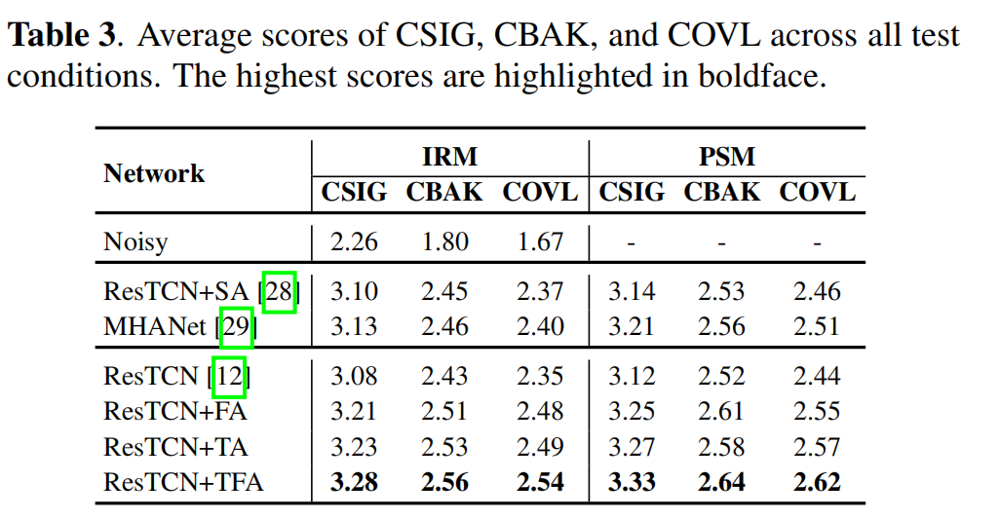 Table 3. Average scores of CSIG, CBAK, and COVL across all test
conditions. The highest scores are highlighted in boldface.
Network IRM PSM
CSIG CBAK COVL CSIG CBAK COVL
Noisy 2.26 1.80 1.67 - - -
ResTCN+SA [28] 3.10 2.45 2.37 3.14 2.53 2.46
MHANet [29] 3.13 2.46 2.40 3.21 2.56 2.51
ResTCN [12] 3.08 2.43 2.35 3.12 2.52 2.44
ResTCN+FA 3.21 2.51 2.48 3.25 2.61 2.55
ResTCN+TA 3.23 2.53 2.49 3.27 2.58 2.57
ResTCN+TFA 3.28 2.56 2.54 3.33 2.64 2.62